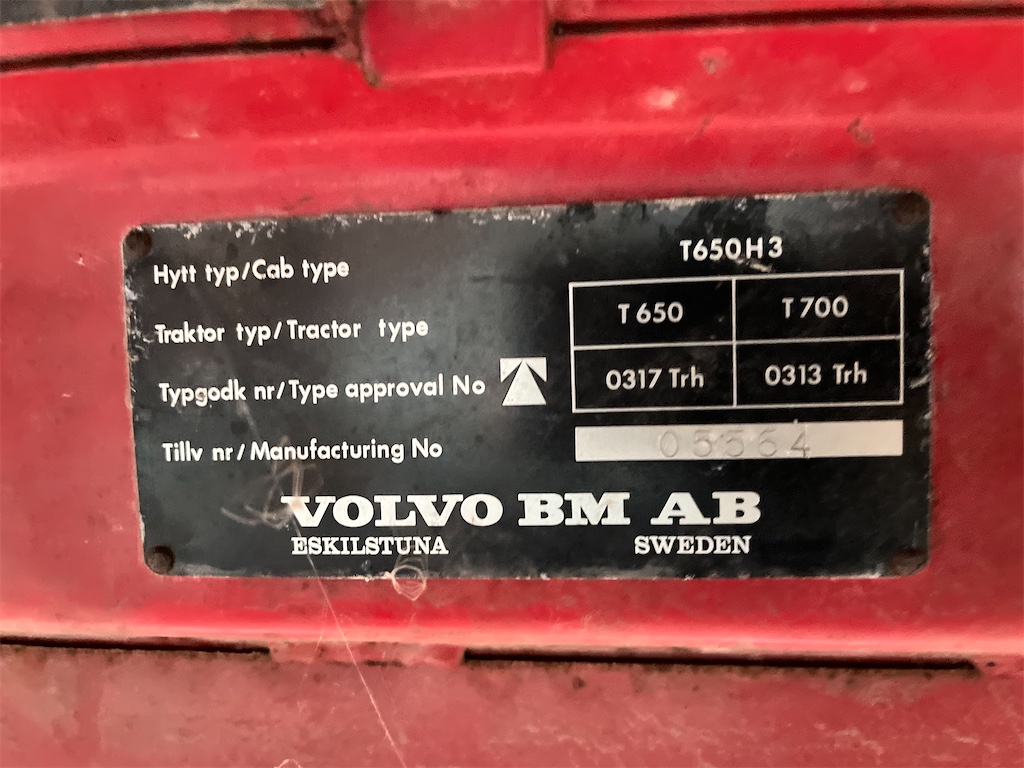 Hytt typ/Cab type T650H3
Traktor typ/Tractor type T 650 T 700
Typgodk nr/Type approval No 0317 Trh 0313 Trh
Tillv nr/Manufacturing No 05564
VOLVO BM AB
ESKILSTUNA SWEDEN